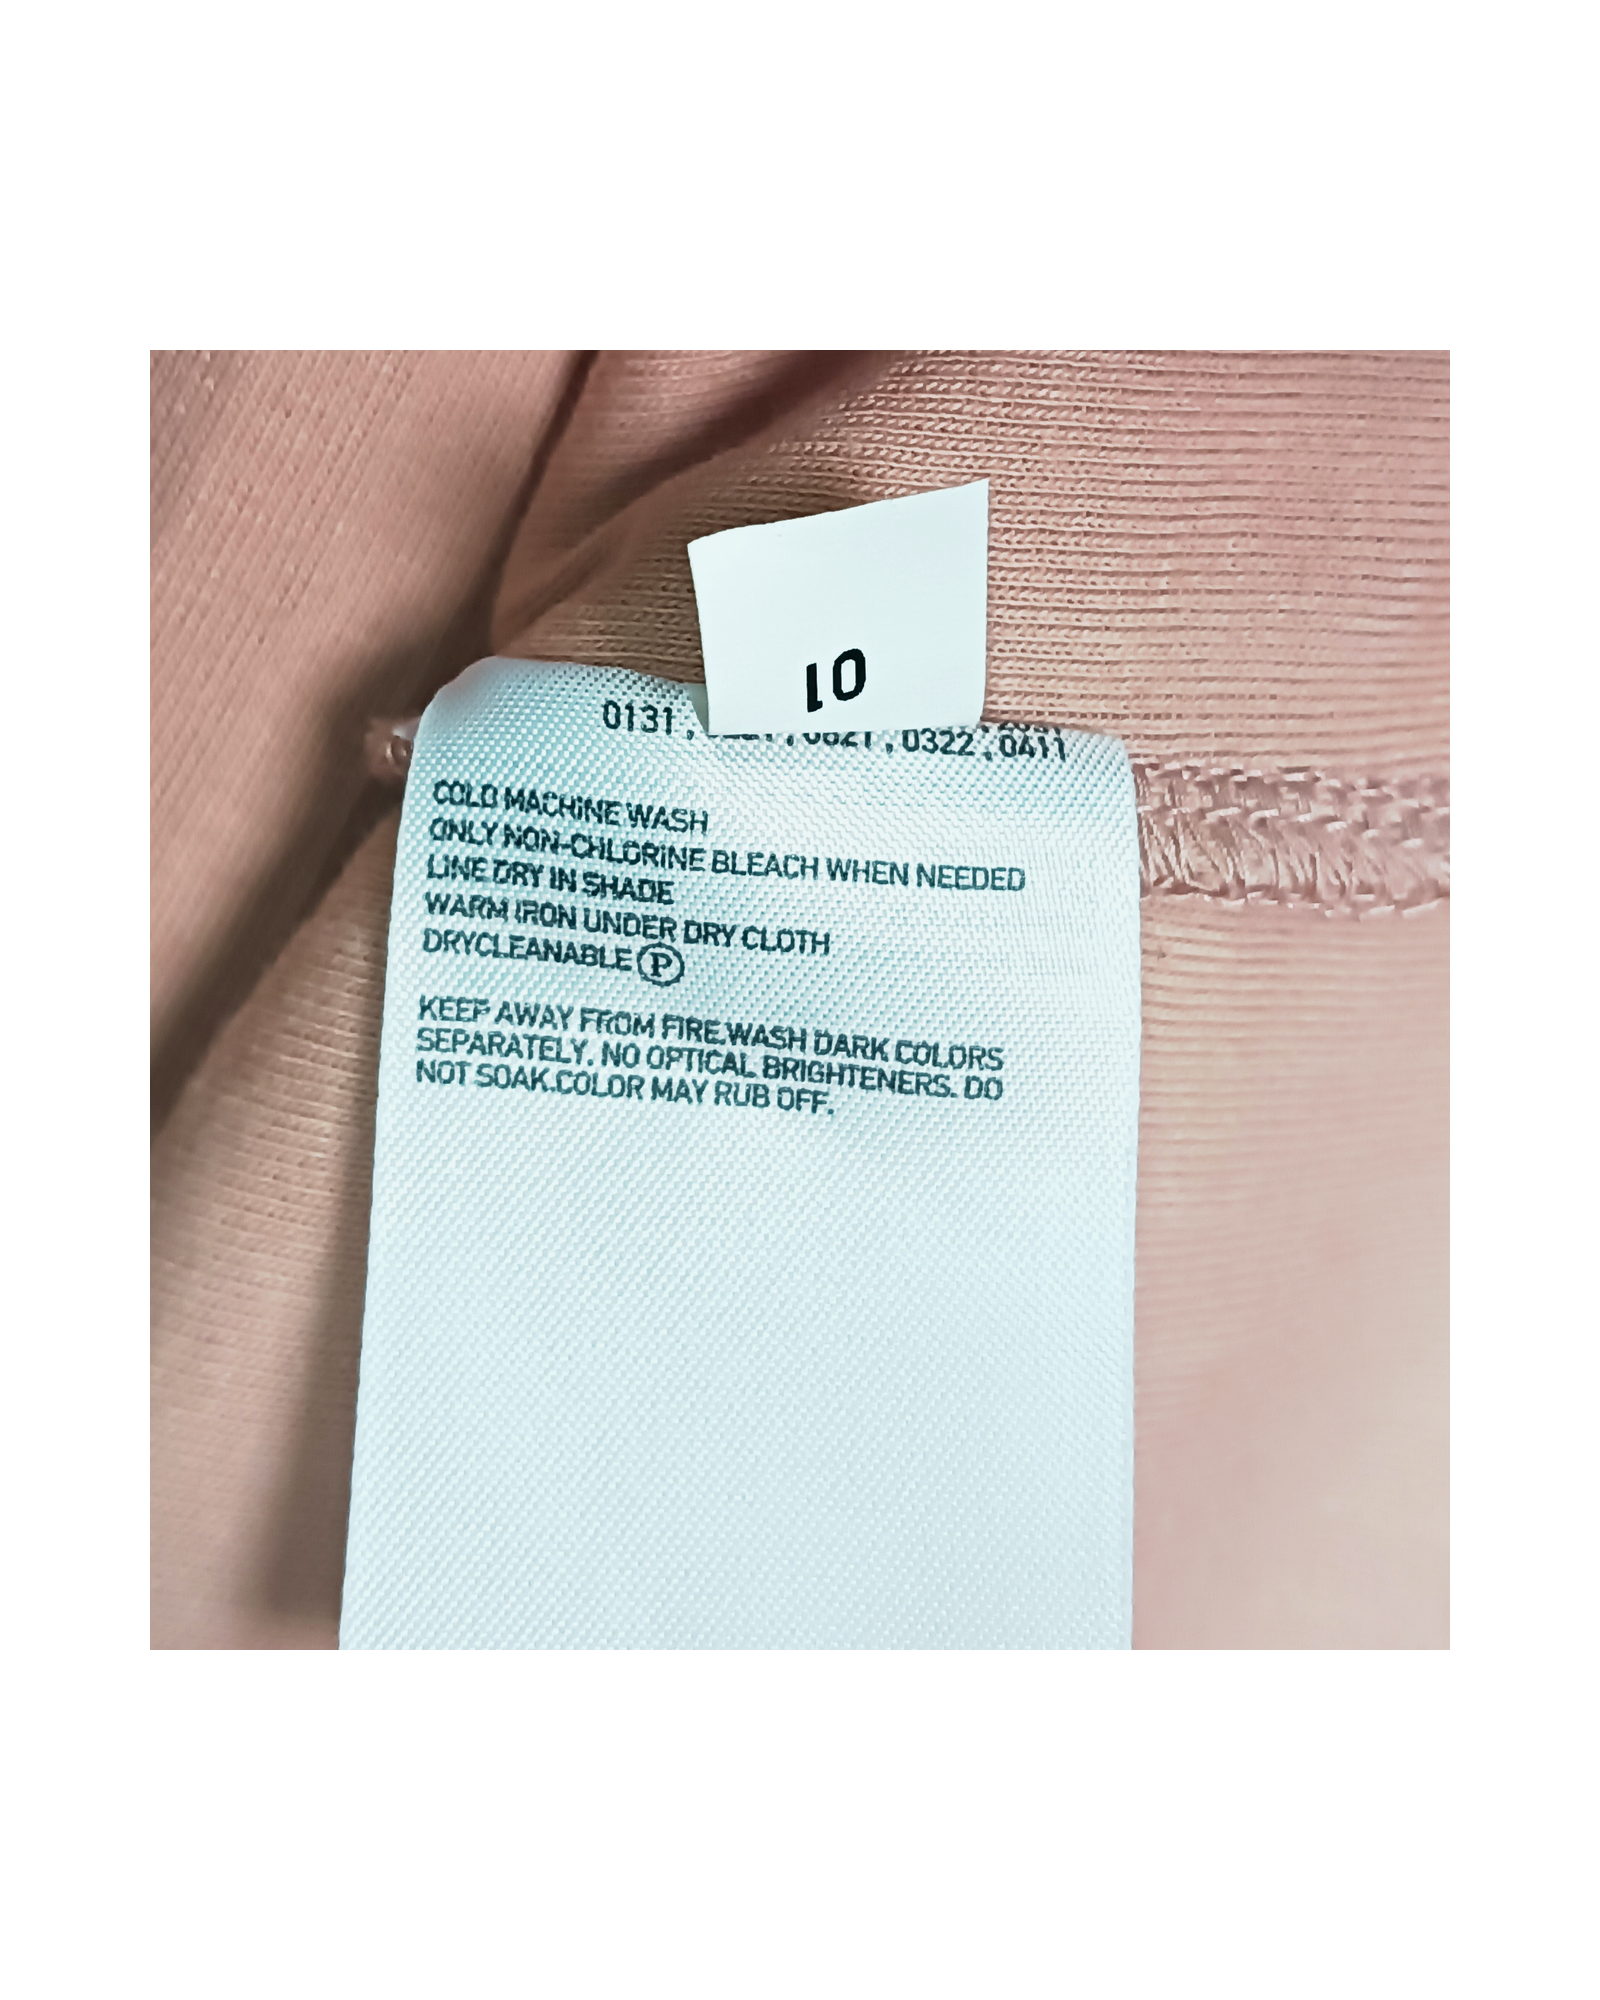 01
0131 , , 0322 , 0411
COLD MACHINE WASH
ONLY NON-CHLORINE BLEACH WHEN NEEDED
LINE DRY IN SHADE
WARM IRON UNDER DRY CLOTH
DRYCLEANABLE Ⓟ
KEEP AWAY FROM FIRE.WASH DARK COLORS
SEPARATELY. NO OPTICAL BRIGHTENERS. DO
NOT SOAK.COLOR MAY RUB OFF.